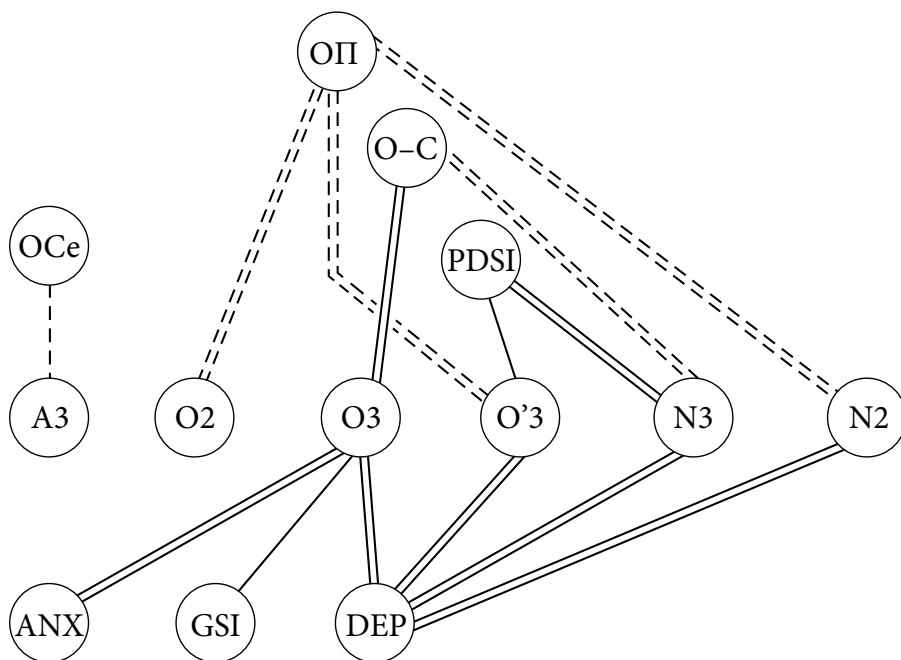 ОП
O–C
OCe
PDSI
A3
O2
O3
O’3
N3
N2
ANX
GSI
DEP